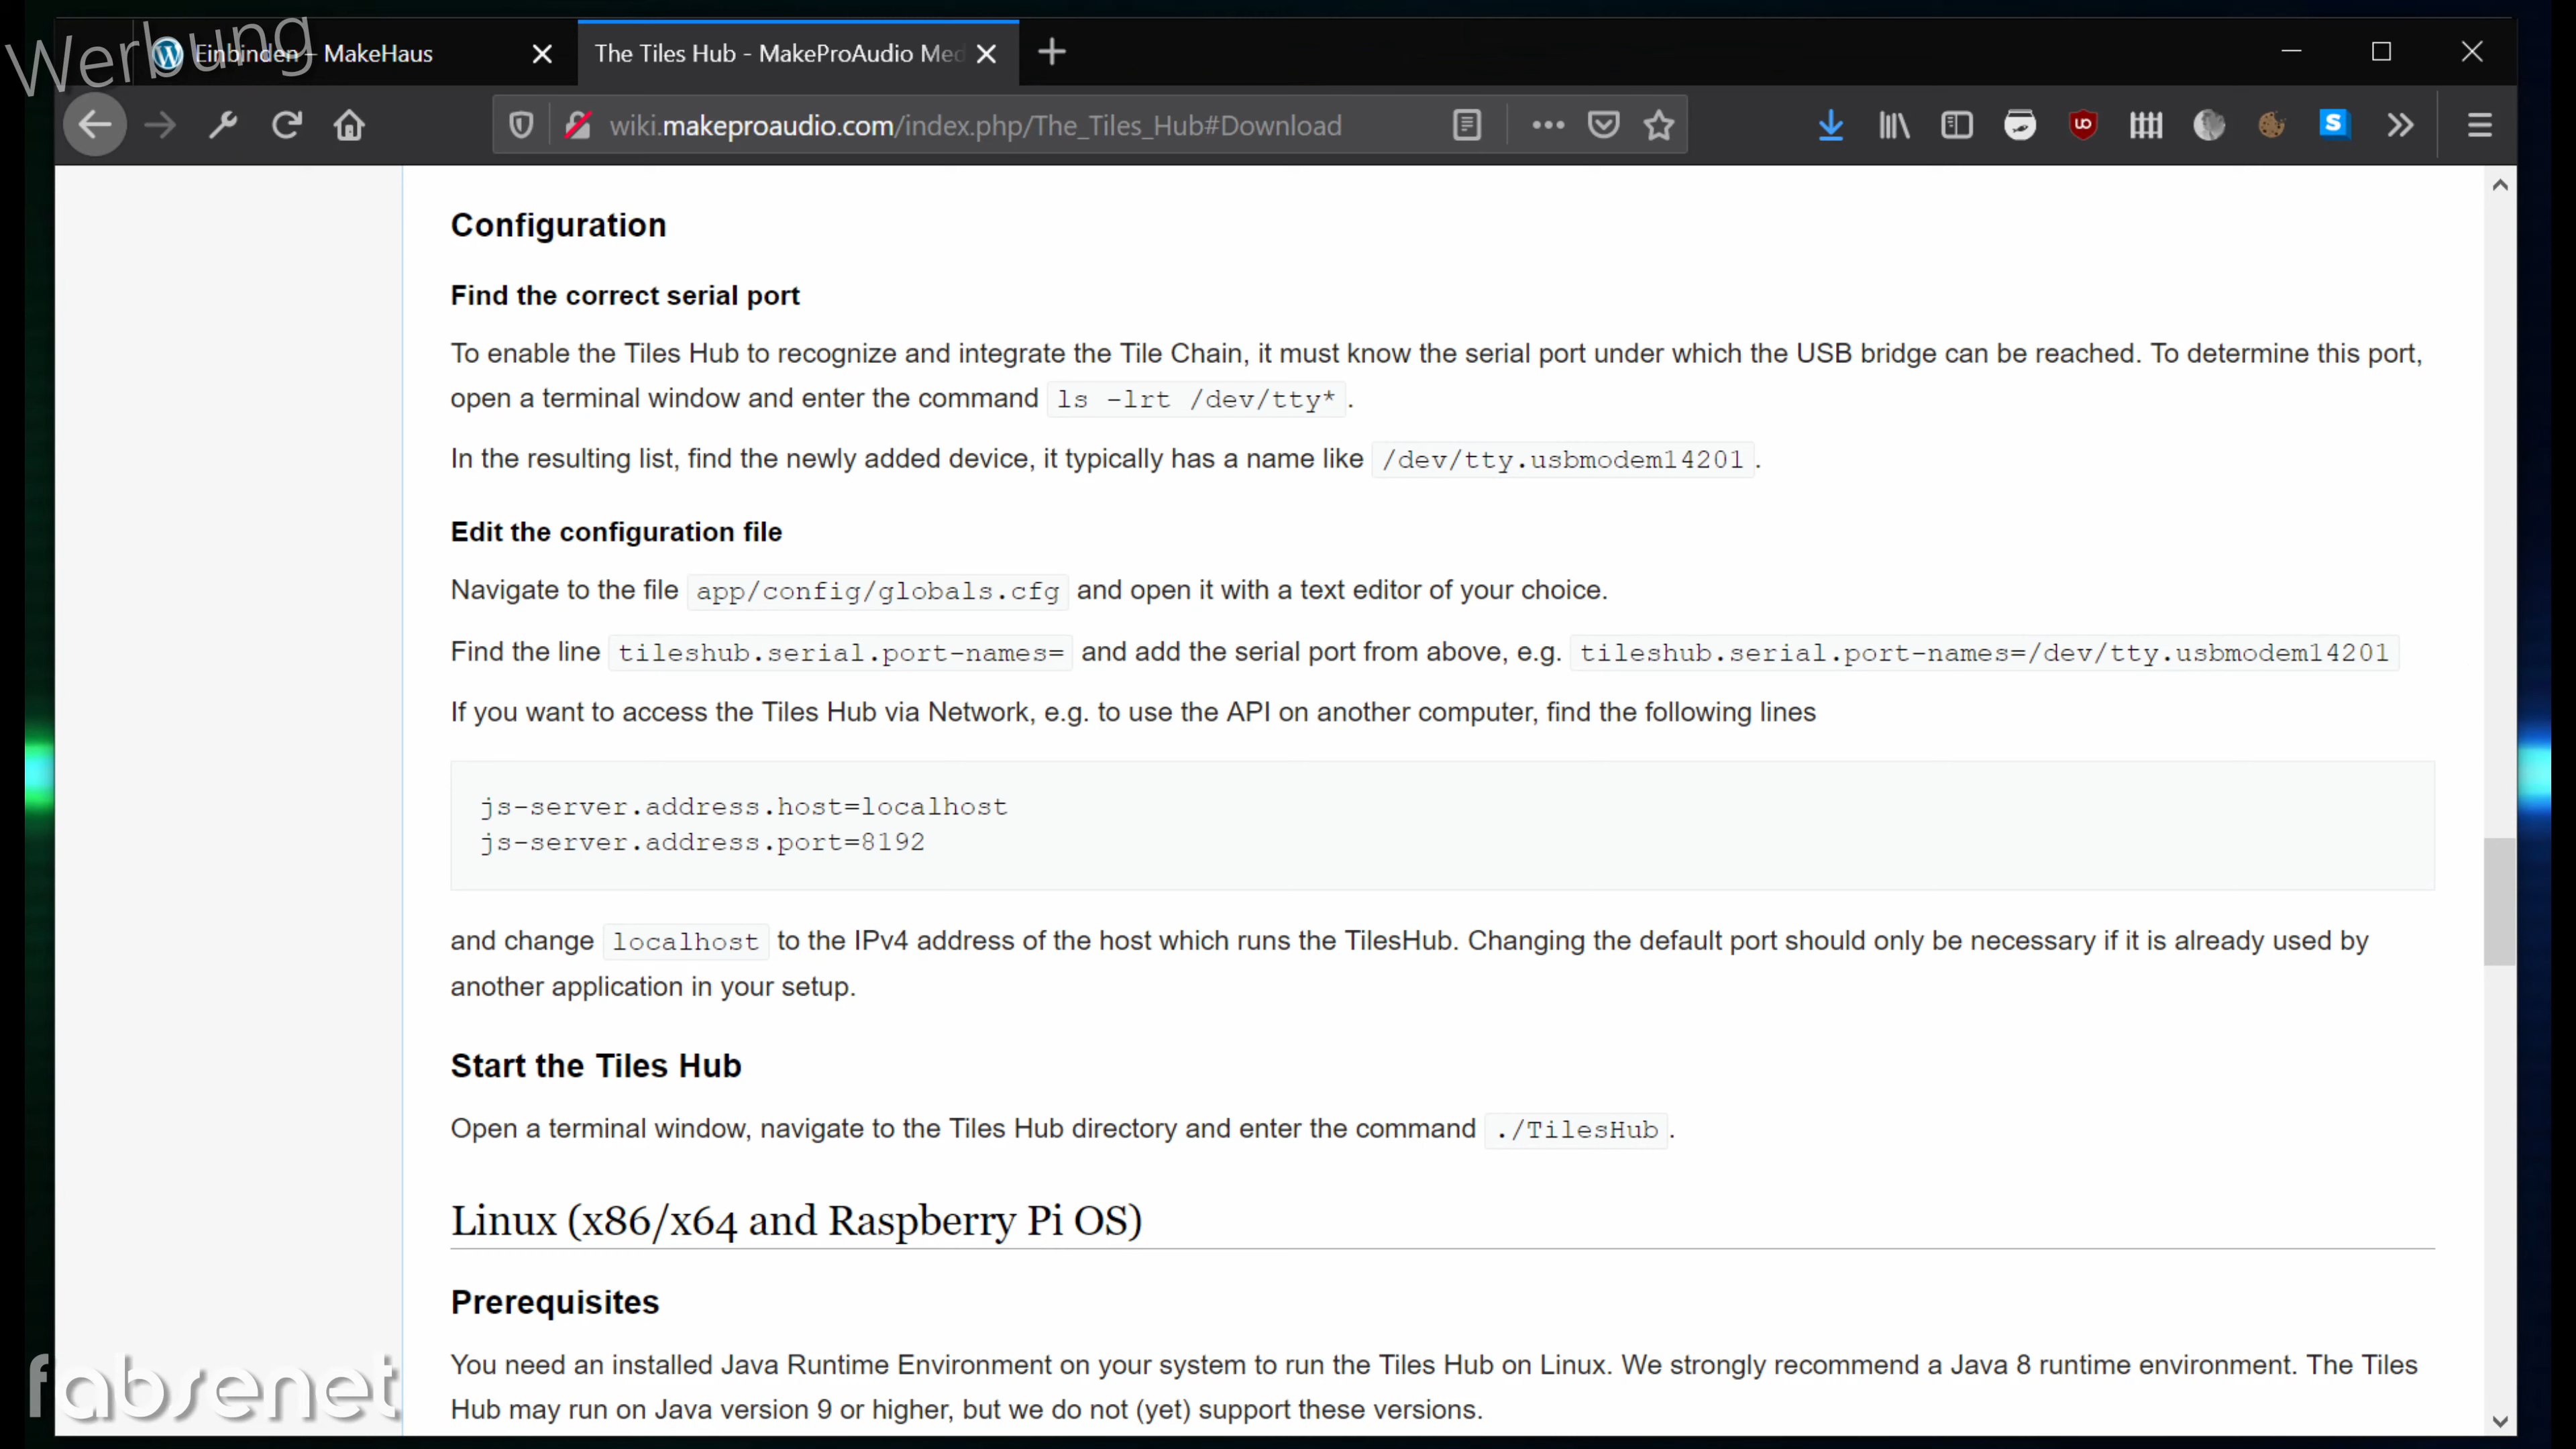 Werbung
Einbinden – MakeHaus
The Tiles Hub - MakeProAudio Med
wiki.makeproaudio.com/index.php/The_Tiles_Hub#Download
Configuration
Find the correct serial port
To enable the Tiles Hub to recognize and integrate the Tile Chain, it must know the serial port under which the USB bridge can be reached. To determine this port,
open a terminal window and enter the command ls -lrt /dev/tty* .
In the resulting list, find the newly added device, it typically has a name like /dev/tty.usbmodem14201 .
Edit the configuration file
Navigate to the file app/config/globals.cfg and open it with a text editor of your choice.
Find the line tileshub.serial.port-names= and add the serial port from above, e.g. tileshub.serial.port-names=/dev/tty.usbmodem14201
If you want to access the Tiles Hub via Network, e.g. to use the API on another computer, find the following lines
js-server.address.host=localhost
js-server.address.port=8192
and change localhost to the IPv4 address of the host which runs the TilesHub. Changing the default port should only be necessary if it is already used by
another application in your setup.
Start the Tiles Hub
Open a terminal window, navigate to the Tiles Hub directory and enter the command ./TilesHub .
Linux (x86/x64 and Raspberry Pi OS)
Prerequisites
You need an installed Java Runtime Environment on your system to run the Tiles Hub on Linux. We strongly recommend a Java 8 runtime environment. The Tiles
Hub may run on Java version 9 or higher, but we do not (yet) support these versions.
fabsenet